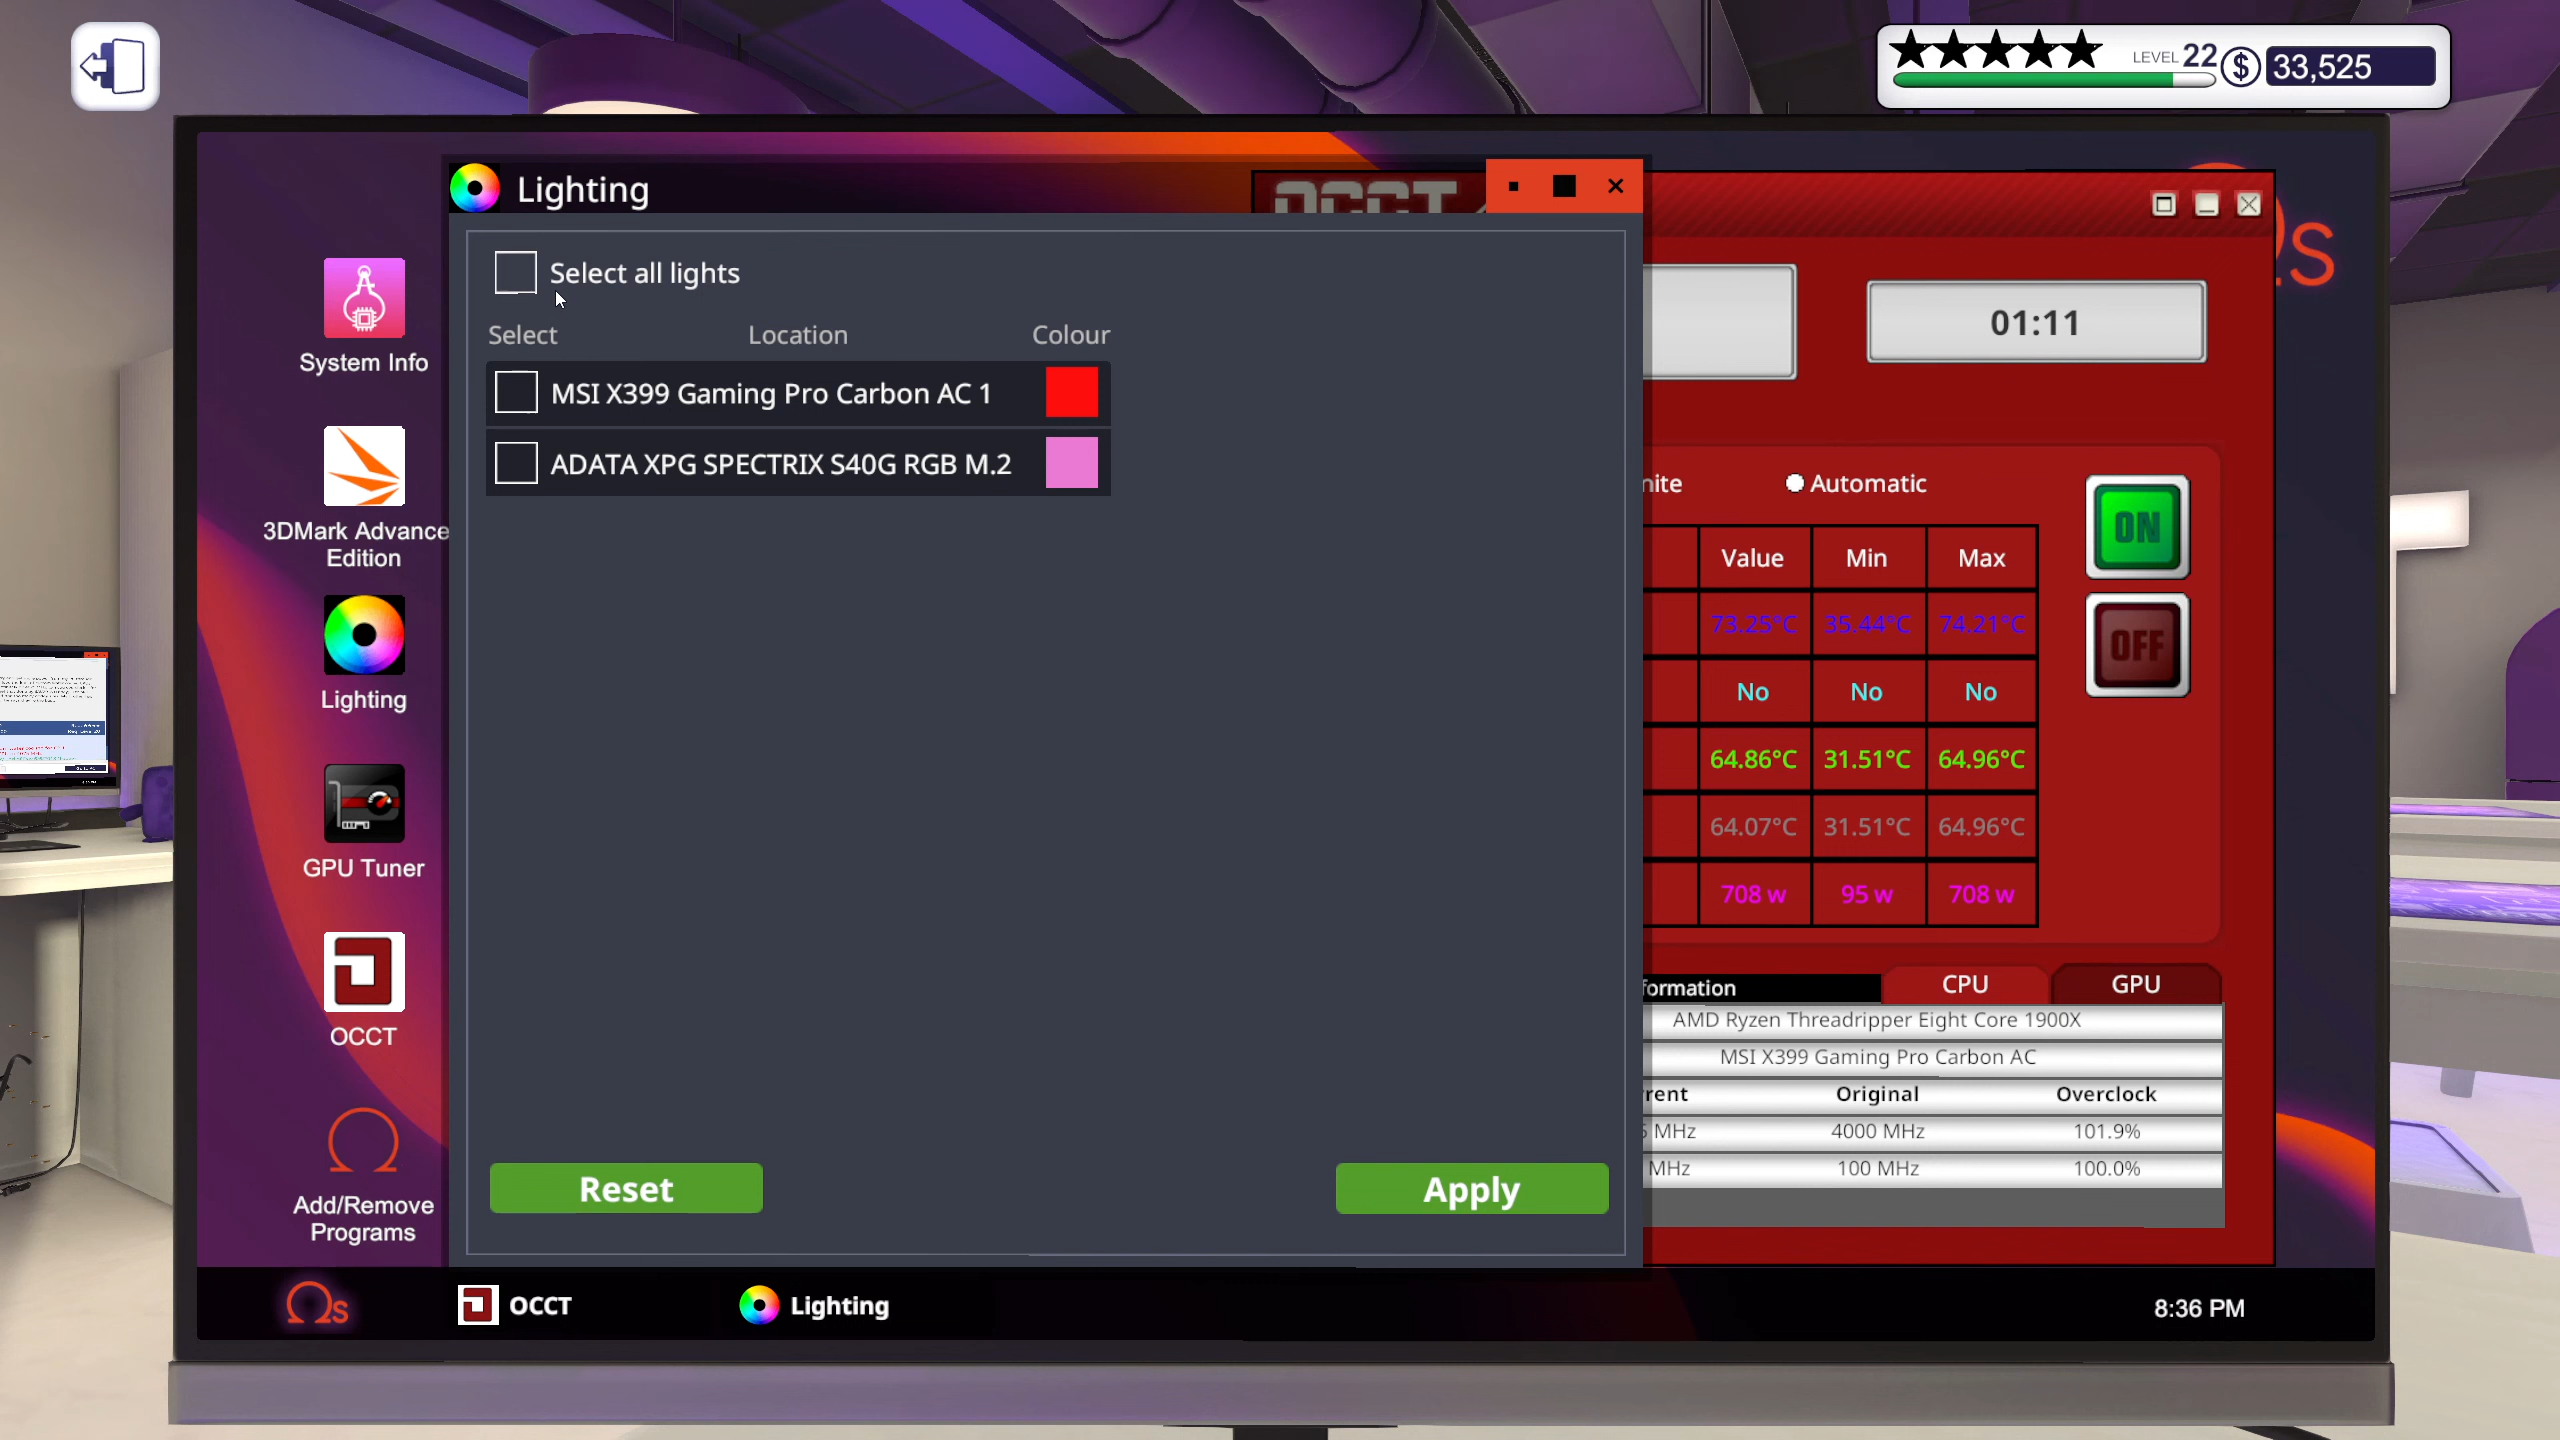 LEVEL 22
$ 33,525
Lighting
OCCT
Select all lights
Select Location Colour
MSI X399 Gaming Pro Carbon AC 1
ADATA XPG SPECTRIX S40G RGB M.2
Reset
Apply
System Info
3DMark Advance
Edition
Lighting
GPU Tuner
OCCT
Add/Remove
Programs
01:11
Automatic
ON
OFF
Value Min Max
73.25°C 35.44°C 74.21°C
No No No
64.86°C 31.51°C 64.96°C
64.07°C 31.51°C 64.96°C
708 w 95 w 708 w
formation CPU GPU
AMD Ryzen Threadripper Eight Core 1900X
MSI X399 Gaming Pro Carbon AC
rent Original Overclock
MHz 4000 MHz 101.9%
MHz 100 MHz 100.0%
Ωs
OCCT
Lighting
8:36 PM